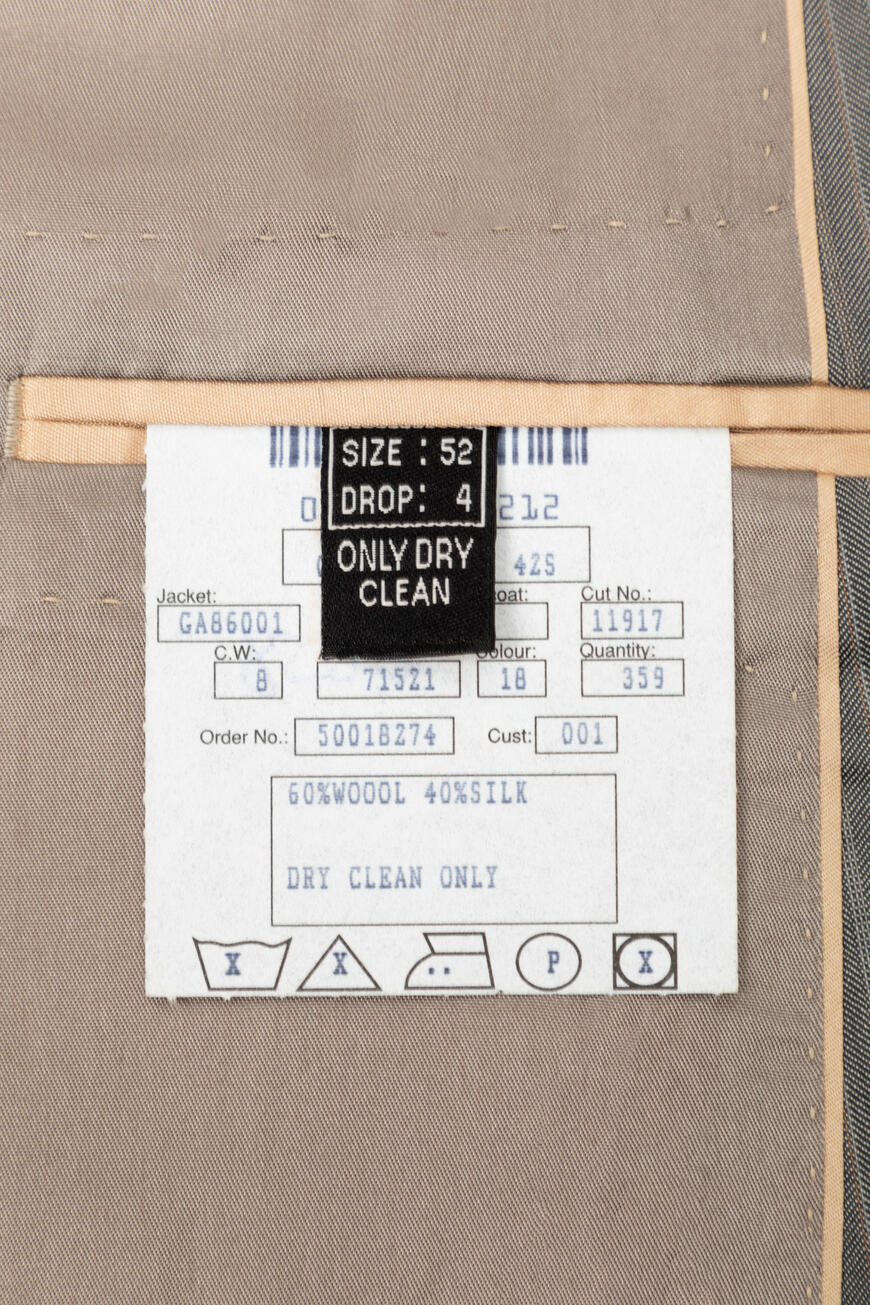 SIZE : 52
DROP: 4
ONLY DRY
CLEAN
212
42S
Jacket:
Cut No.:
GA86001
11917
C.W:
Colour:
Quantity:
8
71521
18
359
Order No.:
50018274
Cust:
001
60%WOOOL 40%SILK
DRY CLEAN ONLY
X
X
P
X